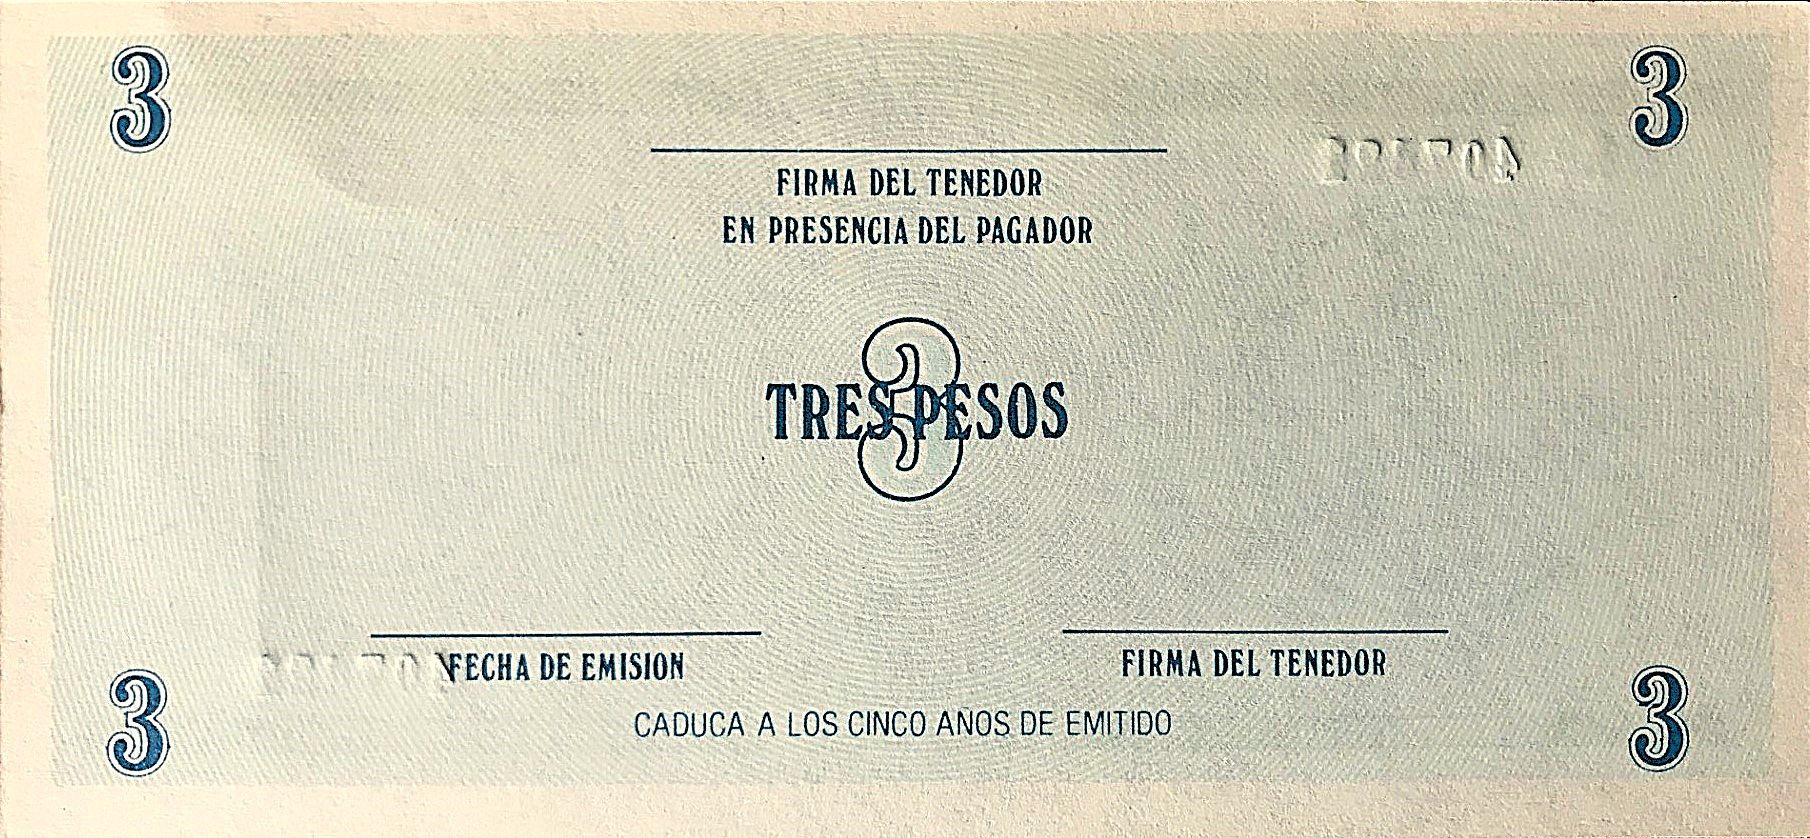 3 3
FIRMA DEL TENEDOR
EN PRESENCIA DEL PAGADOR
3
TRES PESOS
FECHA DE EMISION
FIRMA DEL TENEDOR
3 3
CADUCA A LOS CINCO AÑOS DE EMITIDO